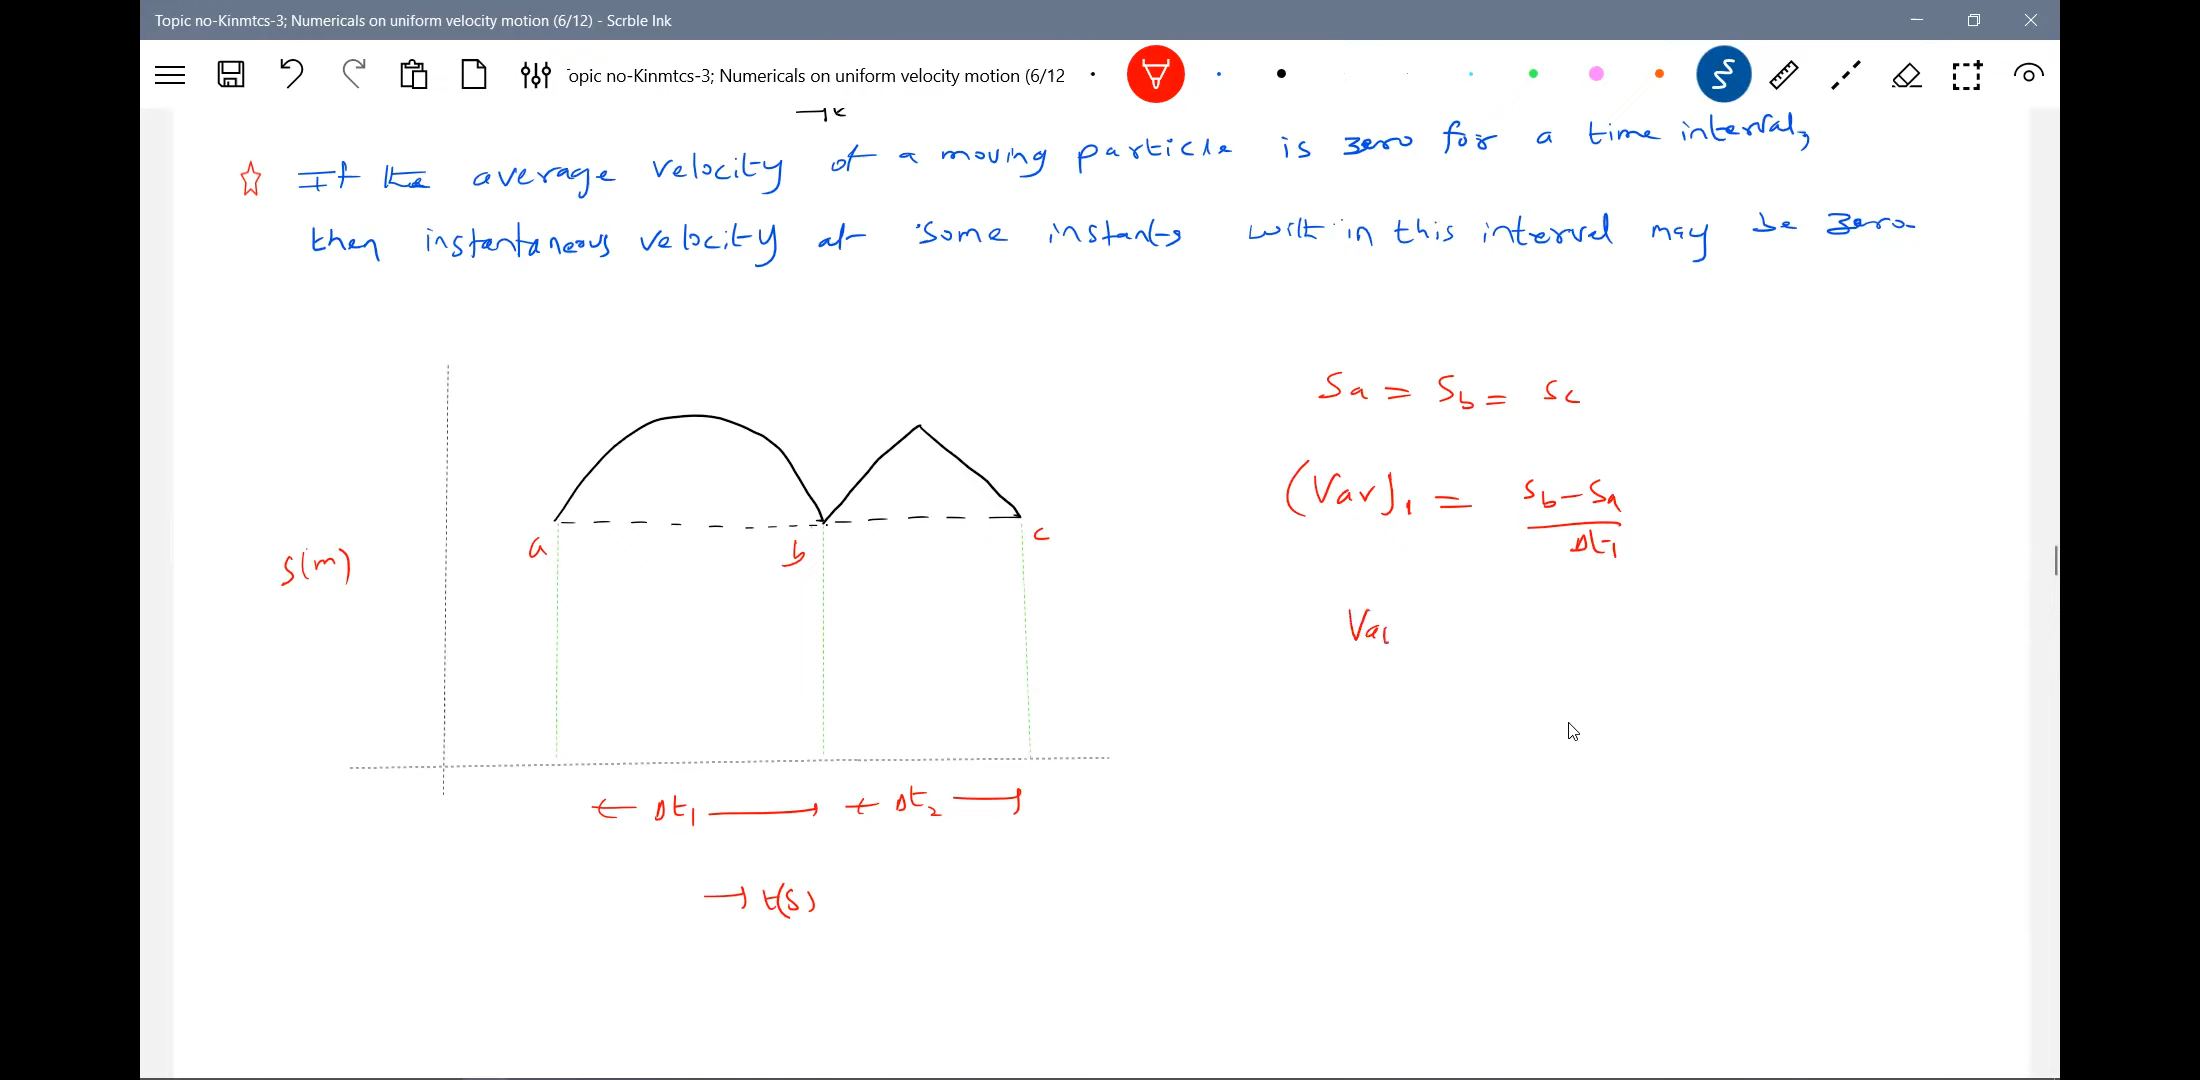 Topic no-Kinmtcs-3; Numericals on uniform velocity motion (6/12) - Scrble Ink
opic no-Kinmtcs-3; Numericals on uniform velocity motion (6/12
If the average velocity of a moving particle is zero for a time interval,
then instantaneous velocity at some instants within this interval may be zero.
Sa = Sb = Sc
(Vav)1 = Sb-Sa
Δt1
a b c
S(m)
Va
Δt1 Δt2
t(s)